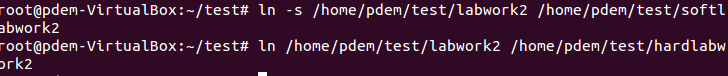 root@pdem-VirtualBox:~/test# ln -s /home/pdem/test/labwork2 /home/pdem/test/softl
abwork2
root@pdem-VirtualBox:~/test# ln /home/pdem/test/labwork2 /home/pdem/test/hardlabw
ork2